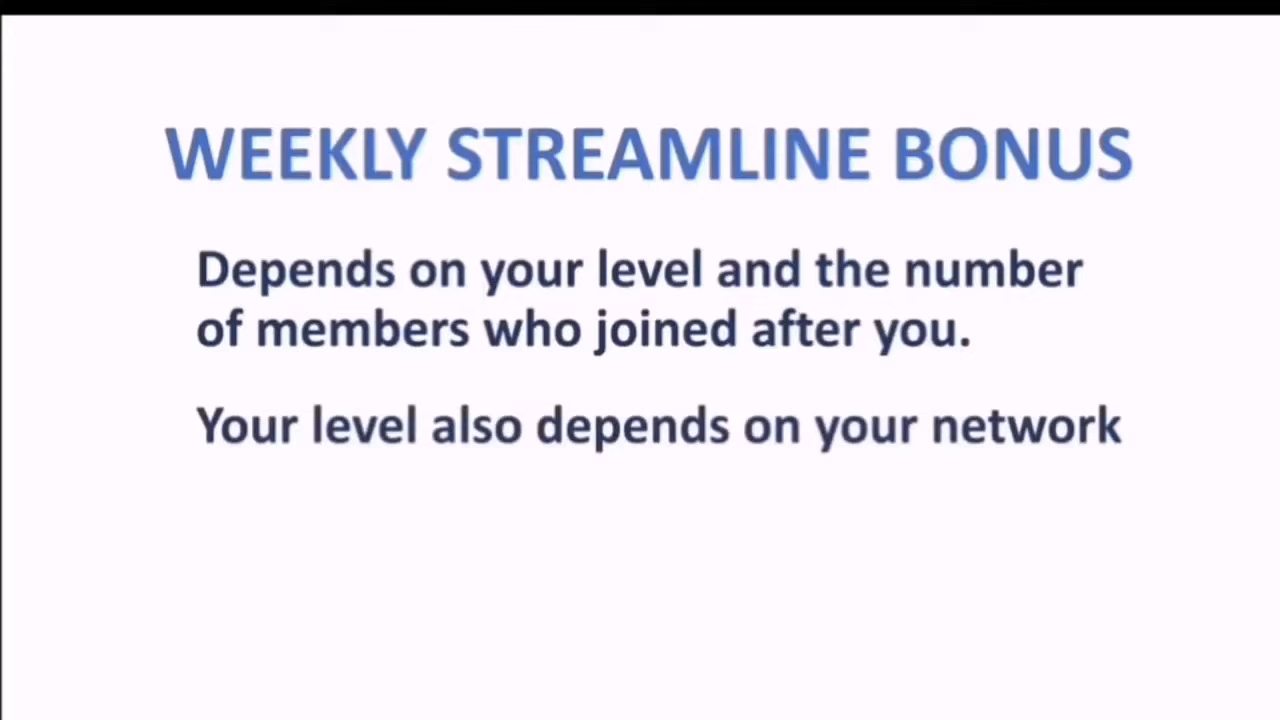 WEEKLY STREAMLINE BONUS
Depends on your level and the number
of members who joined after you.
Your level also depends on your network